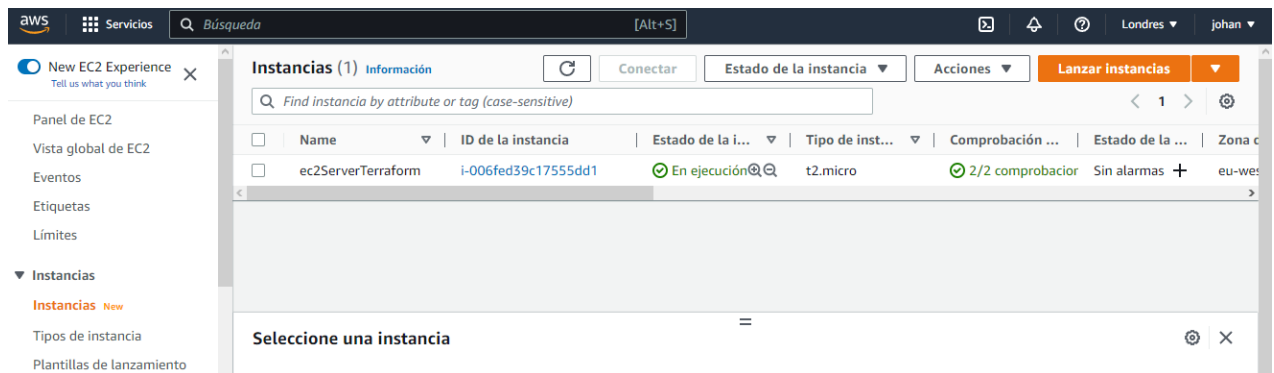 aws Servicios Búsqueda [Alt+S] Londres johan
New EC2 Experience
Tell us what you think
Panel de EC2
Vista global de EC2
Eventos
Etiquetas
Límites
Instancias
Instancias New
Tipos de instancia
Plantillas de lanzamiento
Instancias (1) Información Conectar Estado de la instancia Acciones Lanzar instancias
Find instancia by attribute or tag (case-sensitive) 1
Name ID de la instancia Estado de la i... Tipo de inst... Comprobación ... Estado de la ... Zona d
ec2ServerTerraform i-006fed39c17555dd1 En ejecución t2.micro 2/2 comprobacior Sin alarmas eu-wes
Seleccione una instancia